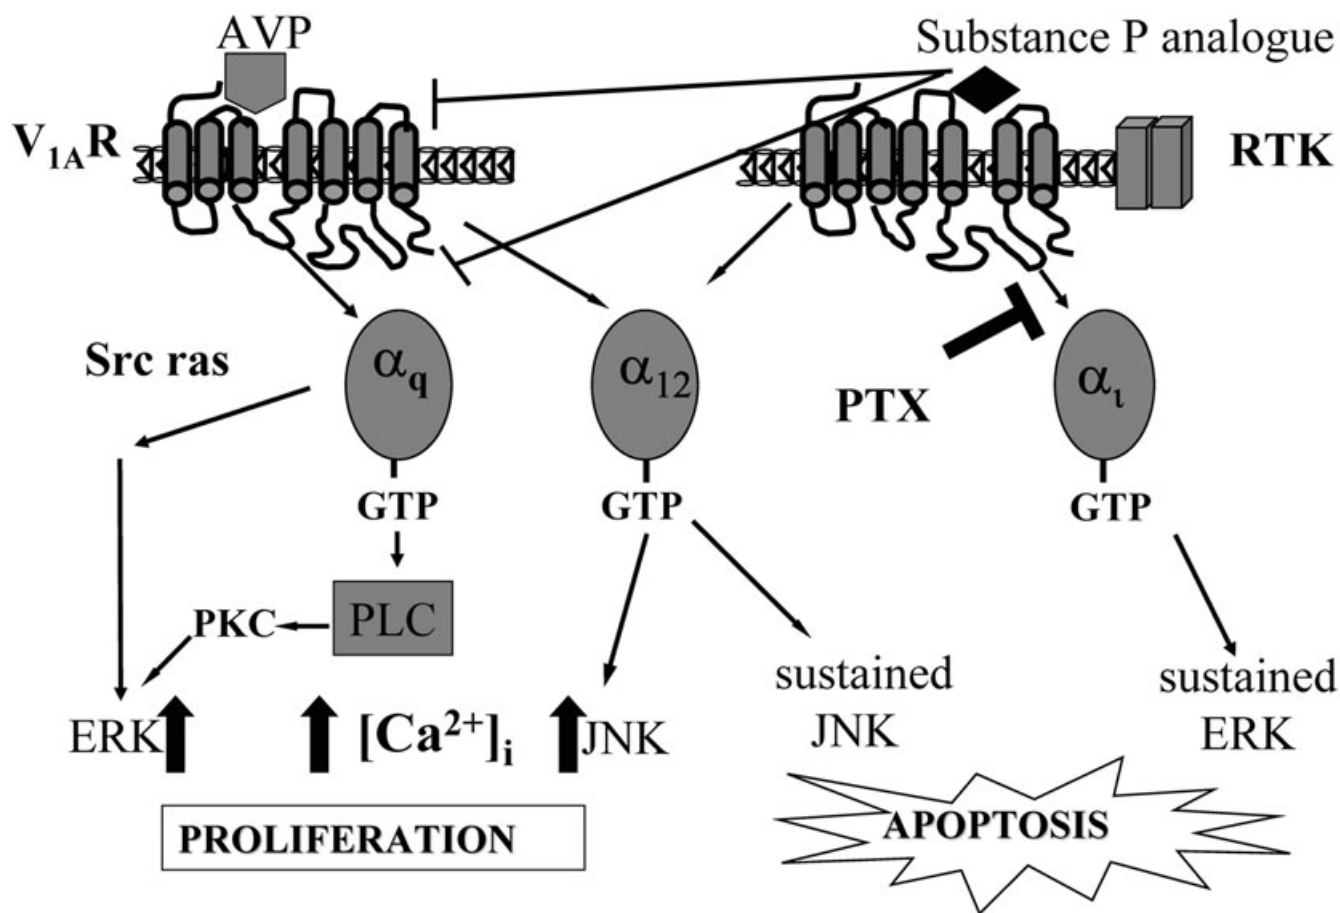 AVP
Substance P analogue
V₁ₐR
RTK
Src ras
αq
α₁₂
PTX
αι
GTP
GTP
GTP
PKC
PLC
sustained
JNK
sustained
ERK
ERK
[Ca²⁺]ᵢ
JNK
PROLIFERATION
APOPTOSIS